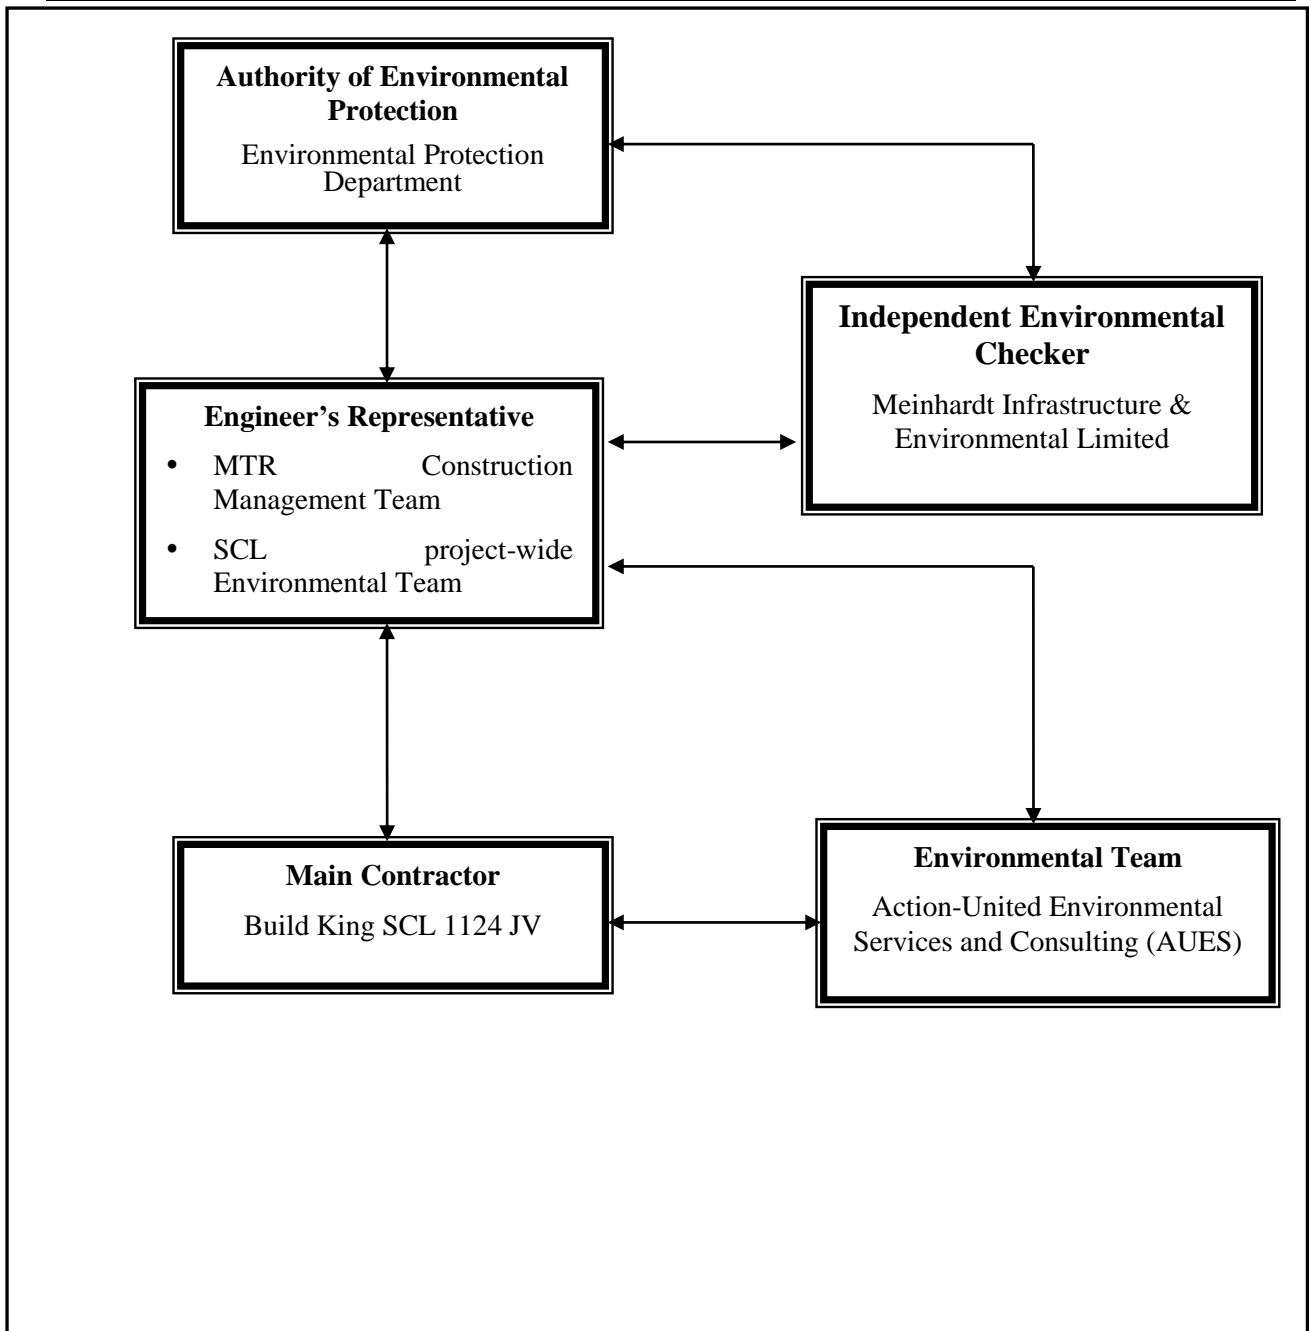 Authority of Environmental
Protection
Environmental Protection
Department
Independent Environmental
Checker
Meinhardt Infrastructure &
Environmental Limited
Engineer’s Representative
• MTR Construction
Management Team
• SCL project-wide
Environmental Team
Main Contractor
Build King SCL 1124 JV
Environmental Team
Action-United Environmental
Services and Consulting (AUES)